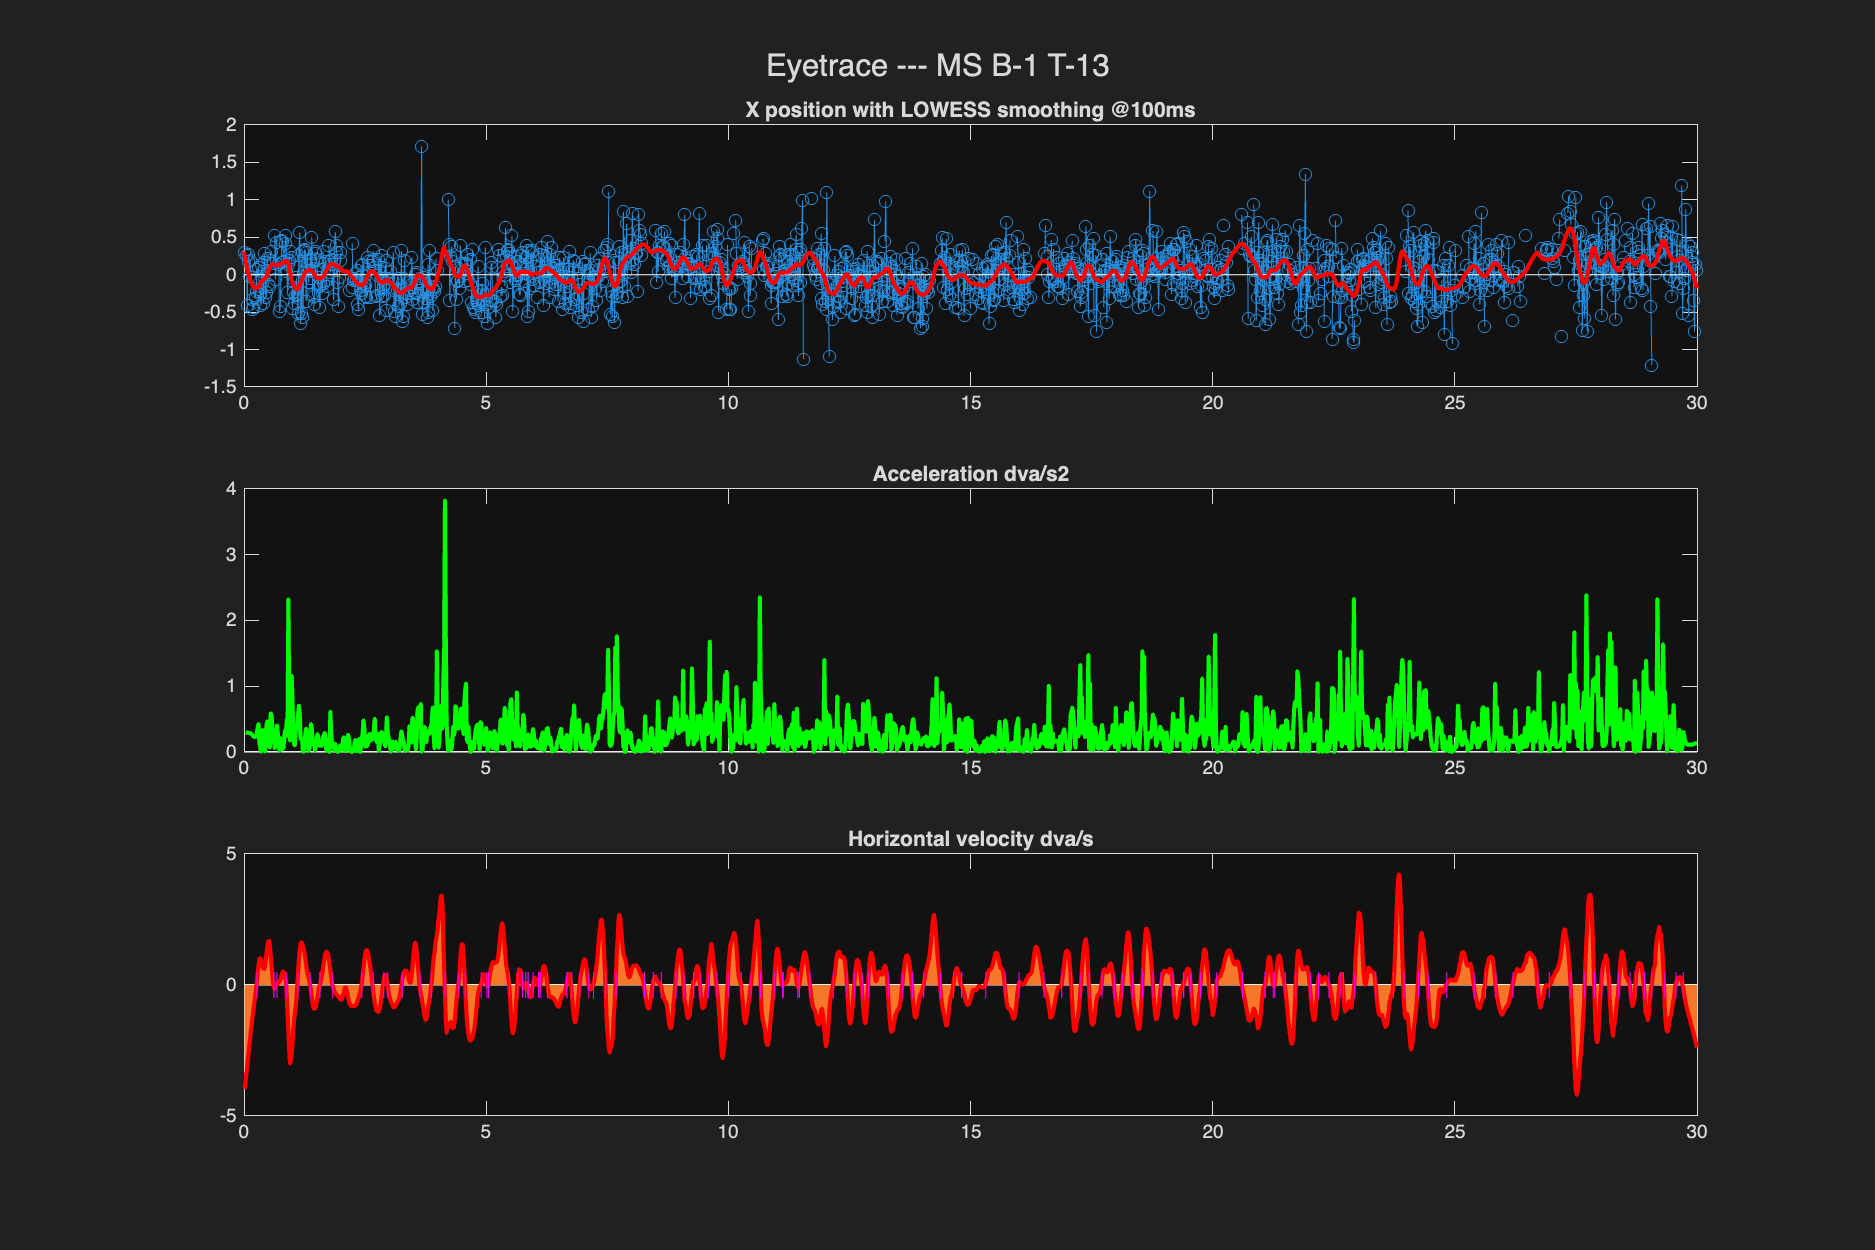 Eyetrace --- MS B-1 T-13
X position with LOWESS smoothing @100ms
2
1.5
1
0.5
0
-0.5
-1
-1.5
0 5 10 15 20 25 30
Acceleration dva/s2
4
3
2
1
0
0 5 10 15 20 25 30
Horizontal velocity dva/s
5
0
-5
0 5 10 15 20 25 30